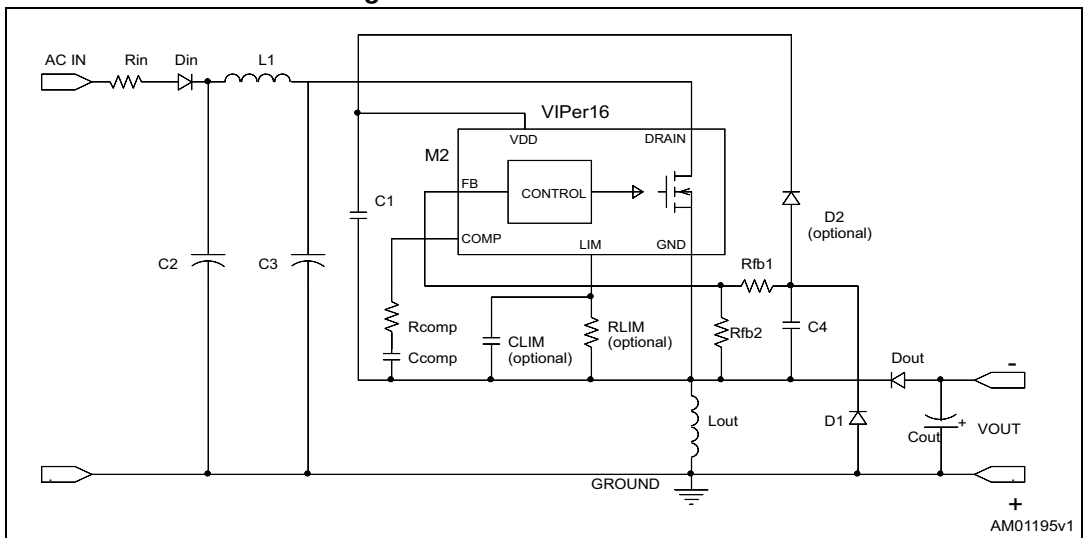 AC IN
Rin
Din
L1
VIPer16
VDD
DRAIN
M2
FB
CONTROL
C1
D2
(optional)
COMP
LIM
GND
C2
C3
Rfb1
Rcomp
CLIM
(optional)
RLIM
(optional)
Rfb2
C4
Ccomp
Dout
-
Lout
D1
Cout
+
VOUT
GROUND
+
AM01195v1